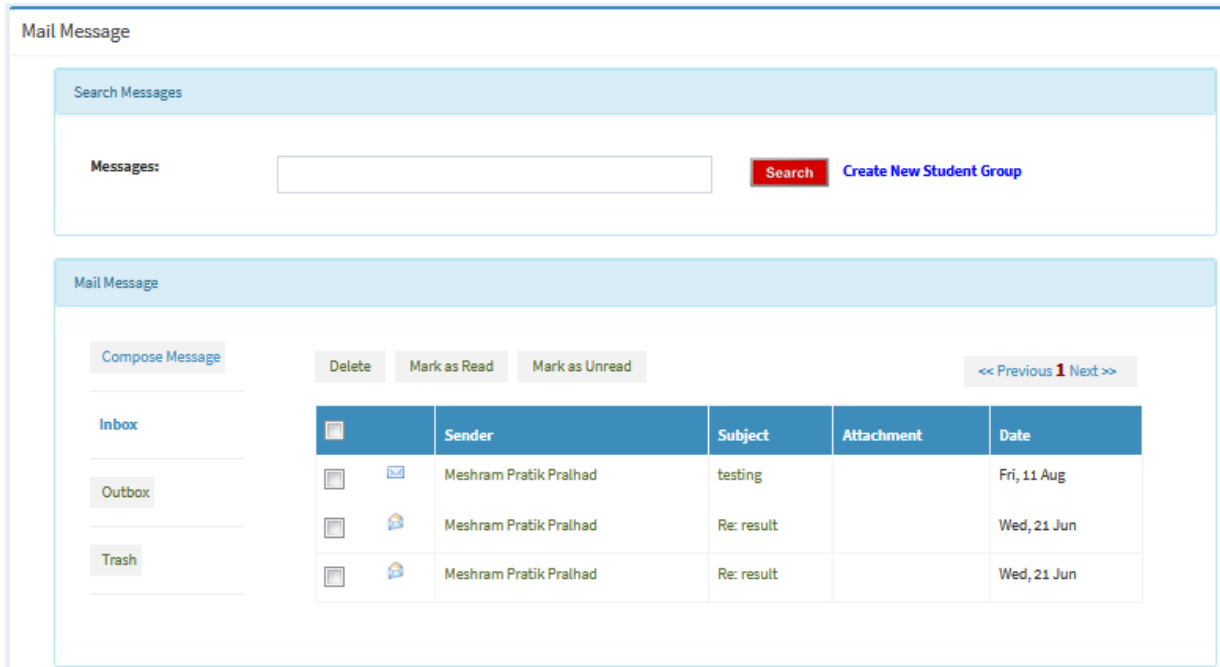 Mail Message
Search Messages
Messages: Search Create New Student Group
Mail Message
Compose Message
Delete Mark as Read Mark as Unread << Previous 1 Next >>
Inbox
Sender Subject Attachment Date
Meshram Pratik Pralhad testing Fri, 11 Aug
Outbox
Meshram Pratik Pralhad Re: result Wed, 21 Jun
Trash
Meshram Pratik Pralhad Re: result Wed, 21 Jun